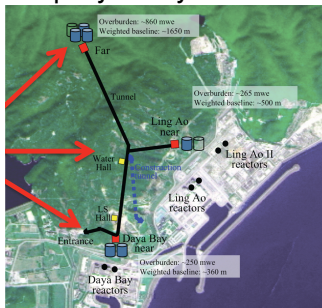 Overburden: ~860 mwe
Weighted baseline: ~1650 m
Far
Tunnel
Overburden: ~265 mwe
Weighted baseline: ~500 m
Ling Ao
near
Water
Hall
Construction
tunnel
Ling Ao II
reactors
Ling Ao
reactors
LS
Hall
Entrance
Daya Bay
near
Overburden: ~250 mwe
Weighted baseline: ~360 m
Daya Bay
reactors